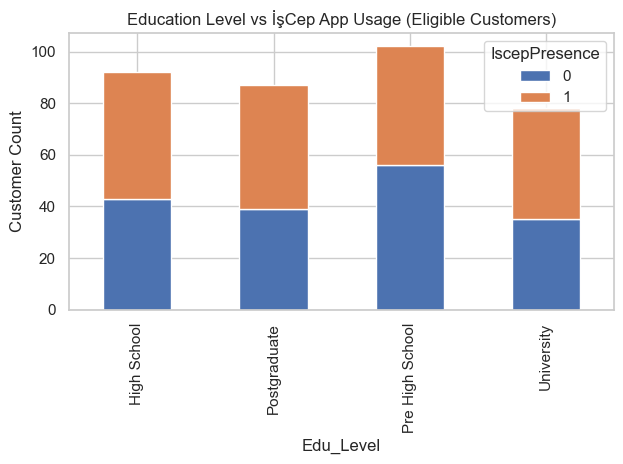 Education Level vs İşCep App Usage (Eligible Customers)
IscepPresence
0
1
Customer Count
100
80
60
40
20
0
High School
Postgraduate
Pre High School
University
Edu_Level